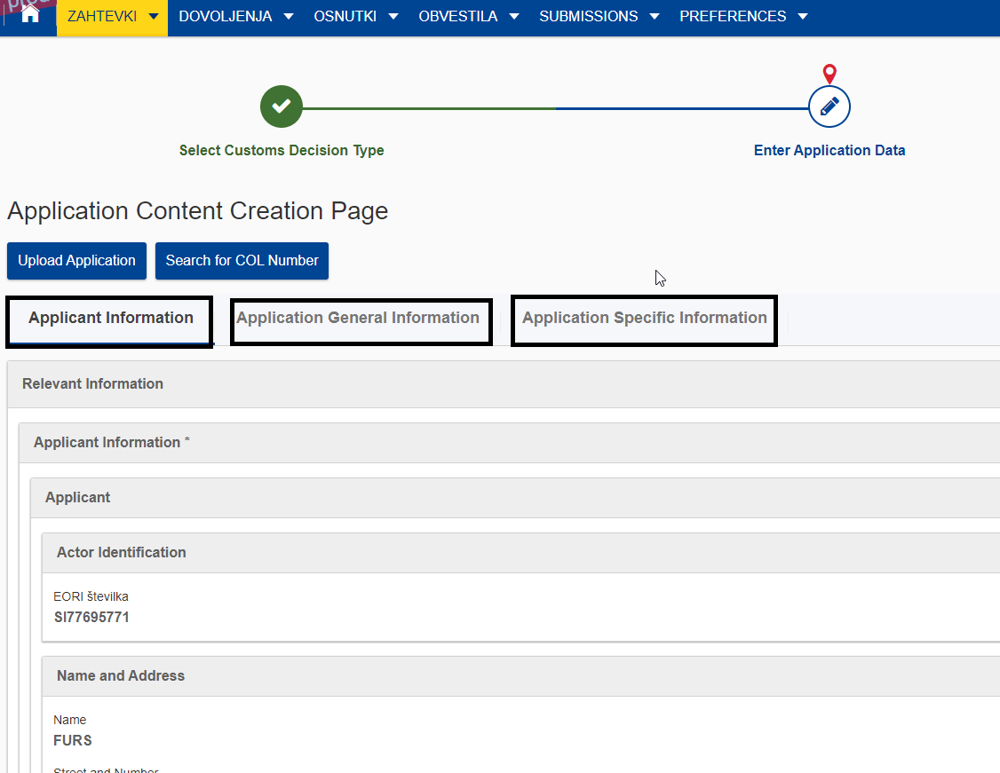 ZAHTEVKI DOVOLJENJA OSNUTKI OBVESTILA SUBMISSIONS PREFERENCES
Select Customs Decision Type Enter Application Data
Application Content Creation Page
Upload Application Search for COL Number
Applicant Information Application General Information Application Specific Information
Relevant Information
Applicant Information *
Applicant
Actor Identification
EORI številka
SI77695771
Name and Address
Name
FURS
Street and Number